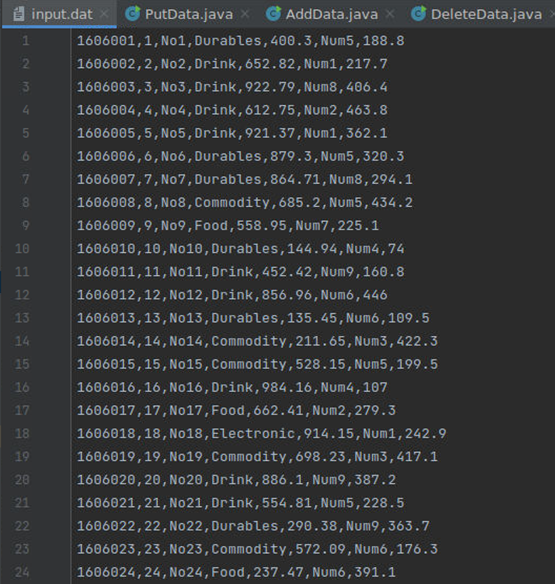 input.dat PutData.java AddData.java DeleteData.java
1 1606001,1,No1,Durables,400.3,Num5,188.8
2 1606002,2,No2,Drink,652.82,Num1,217.7
3 1606003,3,No3,Drink,922.79,Num8,406.4
4 1606004,4,No4,Drink,612.75,Num2,463.8
5 1606005,5,No5,Drink,921.37,Num1,362.1
6 1606006,6,No6,Durables,879.3,Num5,320.3
7 1606007,7,No7,Durables,864.71,Num8,294.1
8 1606008,8,No8,Commodity,685.2,Num5,434.2
9 1606009,9,No9,Food,558.95,Num7,225.1
10 1606010,10,No10,Durables,144.94,Num4,74
11 1606011,11,No11,Drink,452.42,Num9,160.8
12 1606012,12,No12,Drink,856.96,Num6,446
13 1606013,13,No13,Durables,135.45,Num6,109.5
14 1606014,14,No14,Commodity,211.65,Num3,422.3
15 1606015,15,No15,Commodity,528.15,Num5,199.5
16 1606016,16,No16,Drink,984.16,Num4,107
17 1606017,17,No17,Food,662.41,Num2,279.3
18 1606018,18,No18,Electronic,914.15,Num1,242.9
19 1606019,19,No19,Commodity,698.23,Num3,417.1
20 1606020,20,No20,Drink,886.1,Num9,387.2
21 1606021,21,No21,Drink,554.81,Num5,228.5
22 1606022,22,No22,Durables,290.38,Num9,363.7
23 1606023,23,No23,Commodity,572.09,Num6,176.3
24 1606024,24,No24,Food,237.47,Num6,391.1